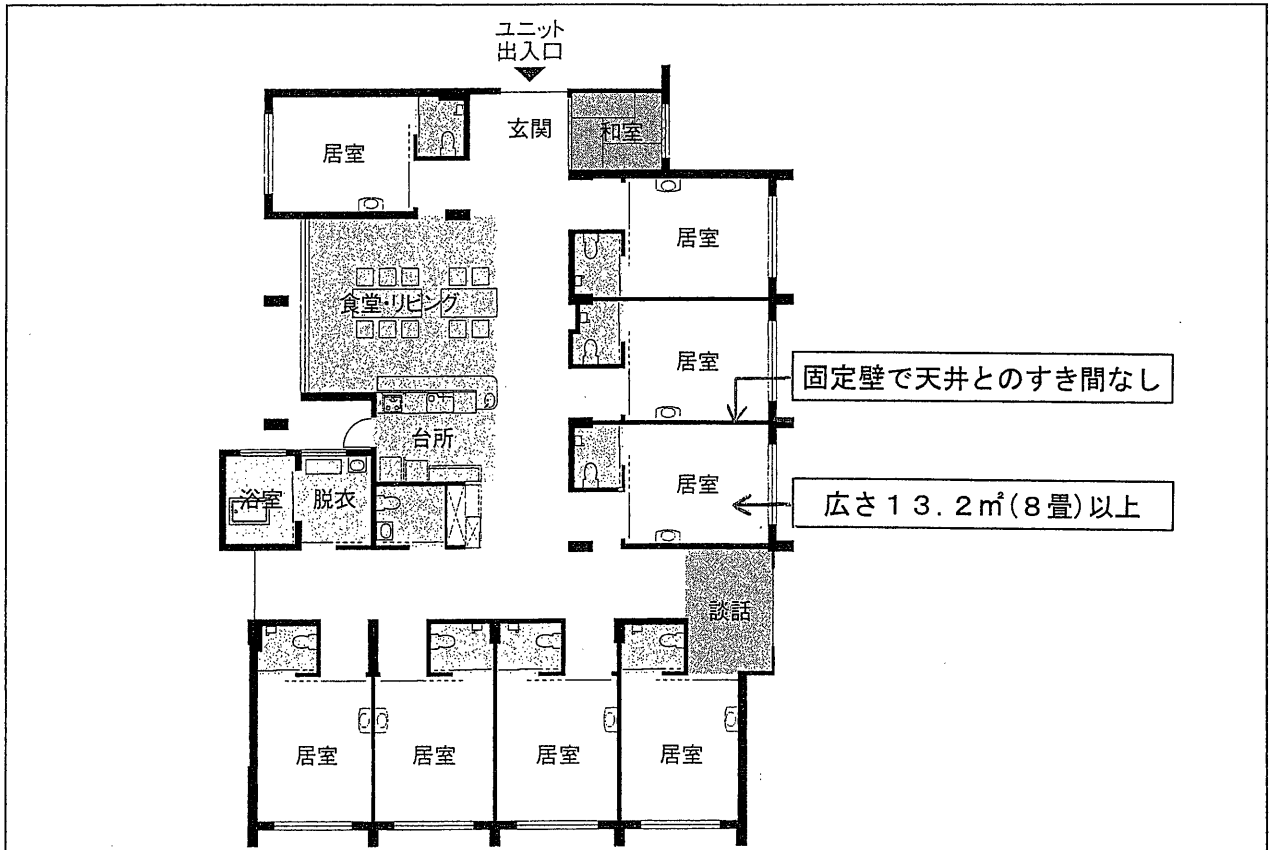 ユニット
出入口
玄関
和室
居室
居室
食堂・リビング
居室
固定壁で天井とのすき間なし
台所
居室
浴室
脱衣
広さ13.2㎡(8畳)以上
談話
居室
居室
居室
居室